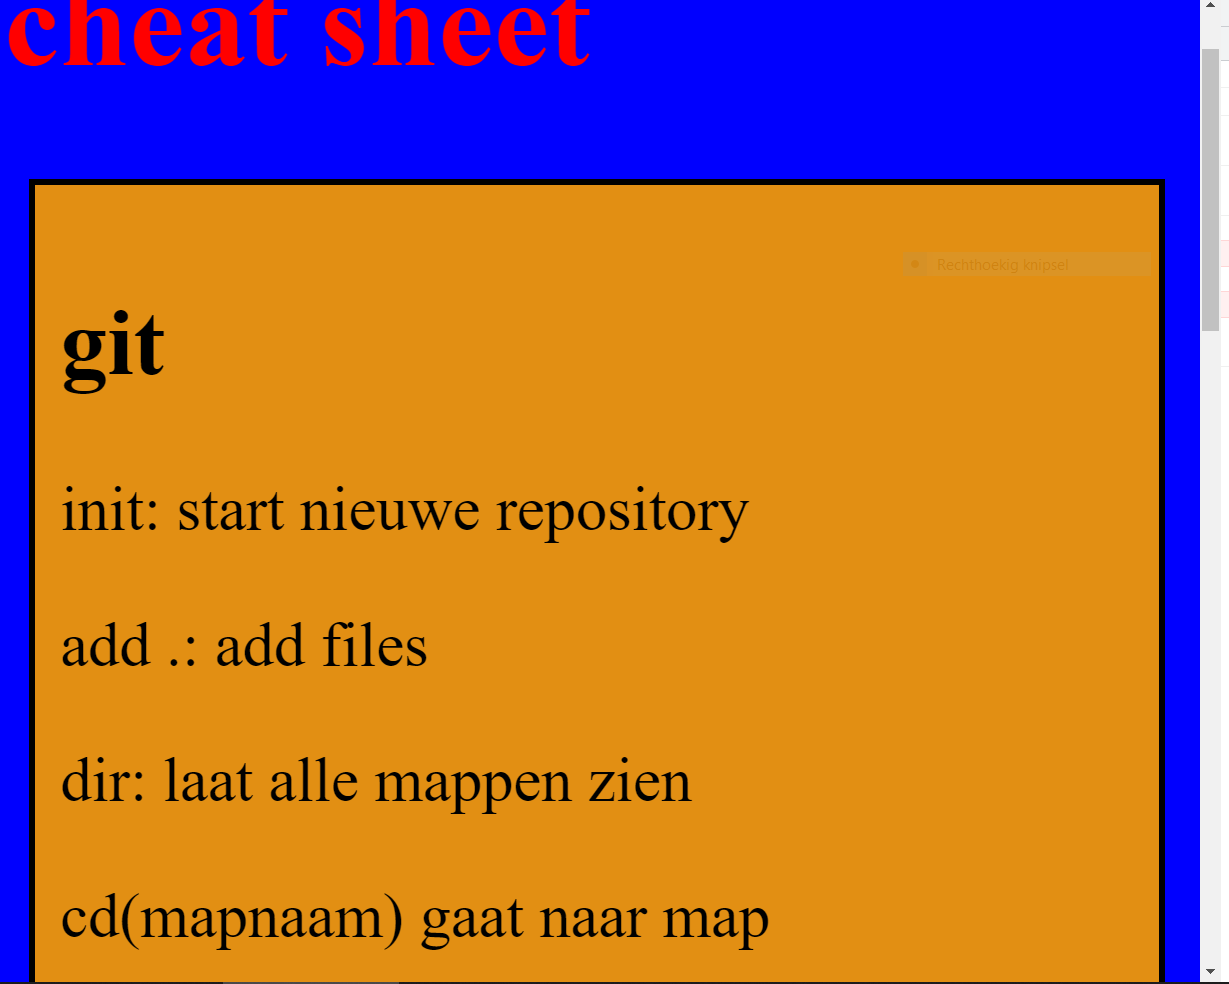 cheat sheet
Rechthoekig knipsel
git
init: start nieuwe repository
add .: add files
dir: laat alle mappen zien
cd(mapnaam) gaat naar map